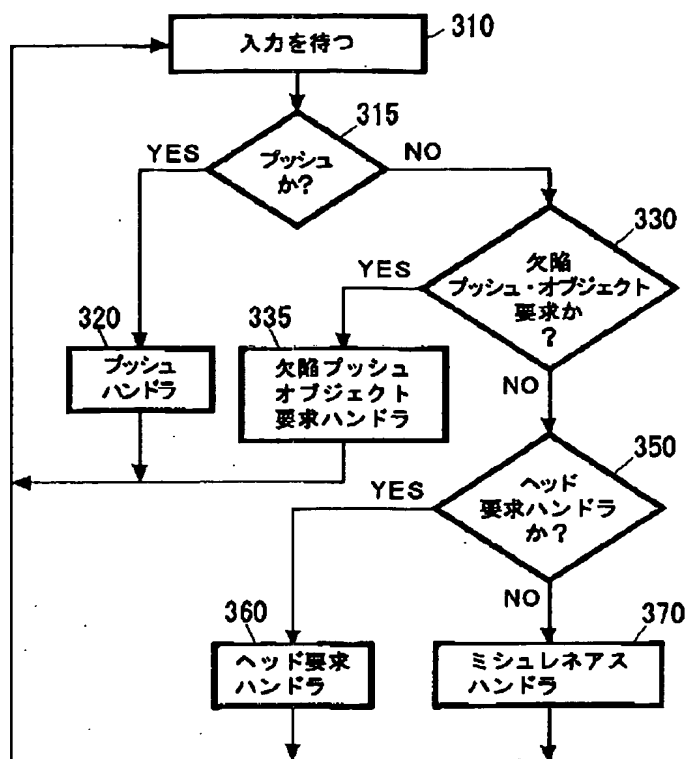 入力を待つ
310
315
プッシュ
か?
YES
NO
330
欠陥
プッシュ・オブジェクト
要求か
?
YES
NO
320
プッシュ
ハンドラ
335
欠陥プッシュ
オブジェクト
要求ハンドラ
350
ヘッド
要求ハンドラ
か?
YES
NO
360
ヘッド要求
ハンドラ
370
ミシュレネアス
ハンドラ